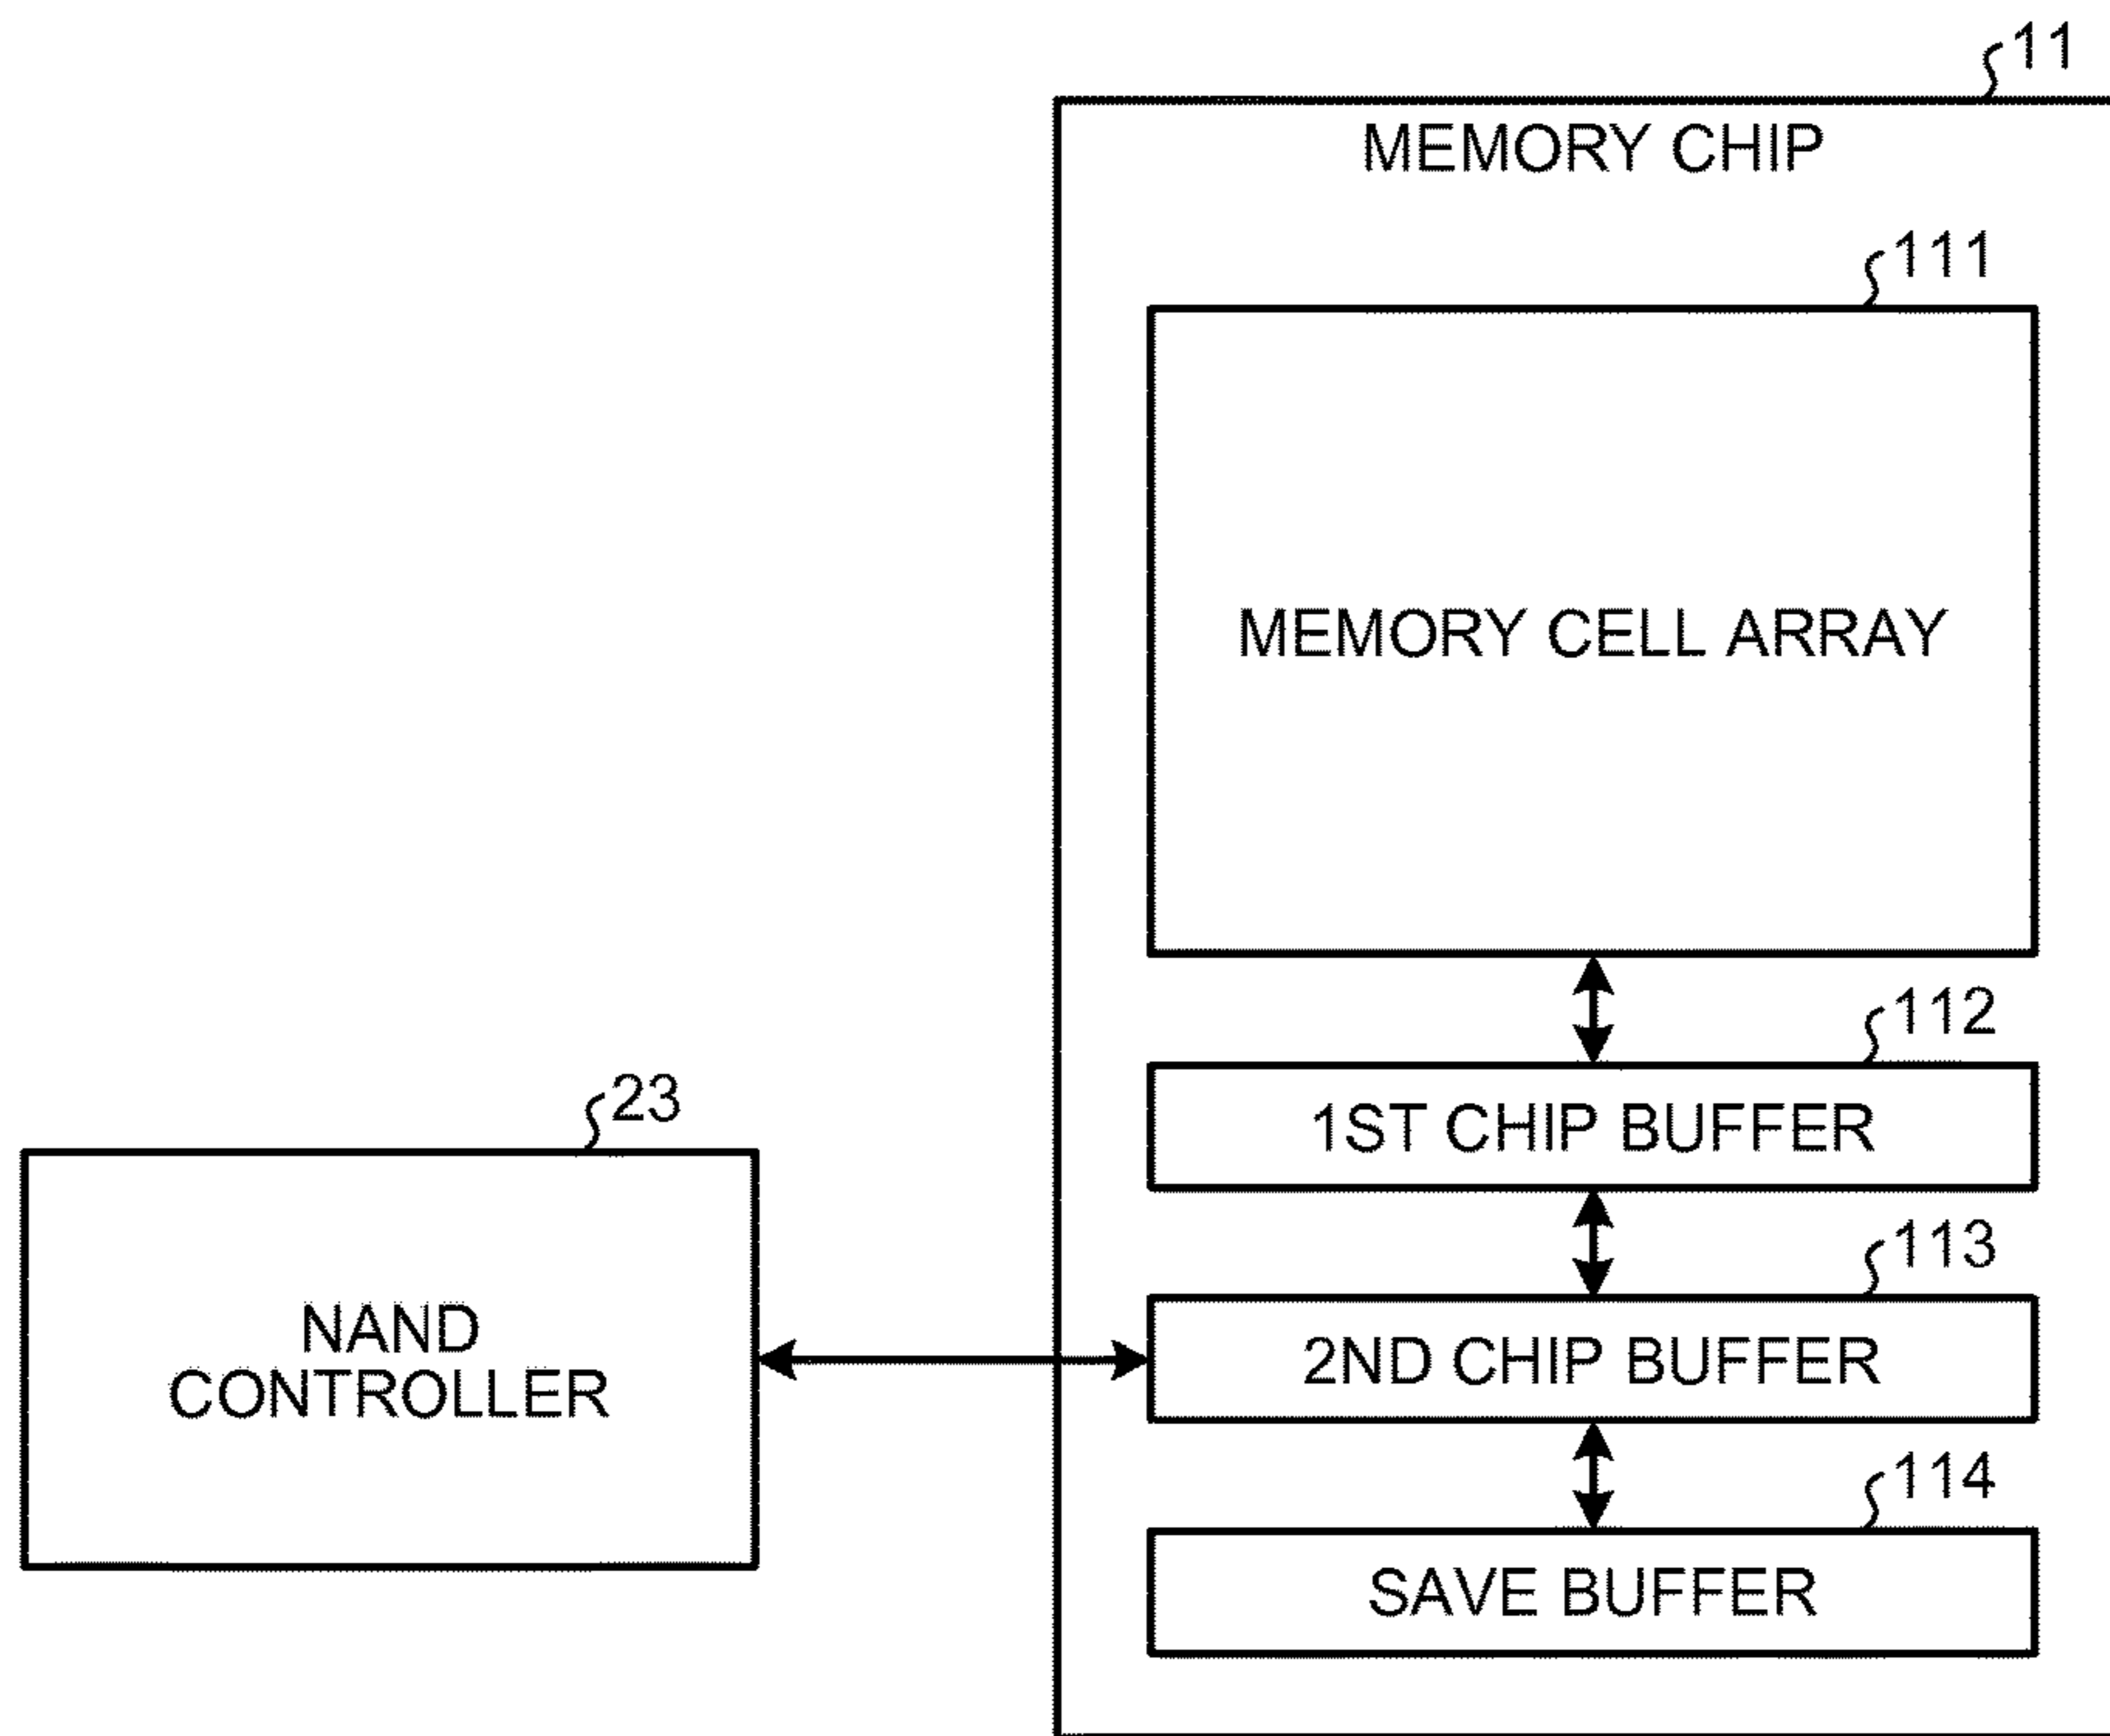 11
MEMORY CHIP
111
MEMORY CELL ARRAY
112
1ST CHIP BUFFER
23
NAND
CONTROLLER
113
2ND CHIP BUFFER
114
SAVE BUFFER